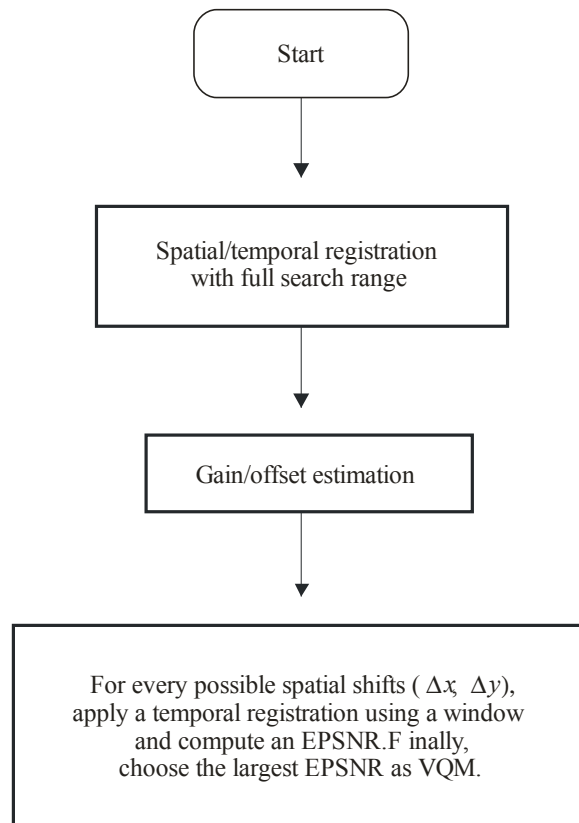 Start
Spatial/temporal registration
with full search range
Gain/offset estimation
For every possible spatial shifts ( Δx, Δy),
apply a temporal registration using a window
and compute an EPSNR.F inally,
choose the largest EPSNR as VQM.